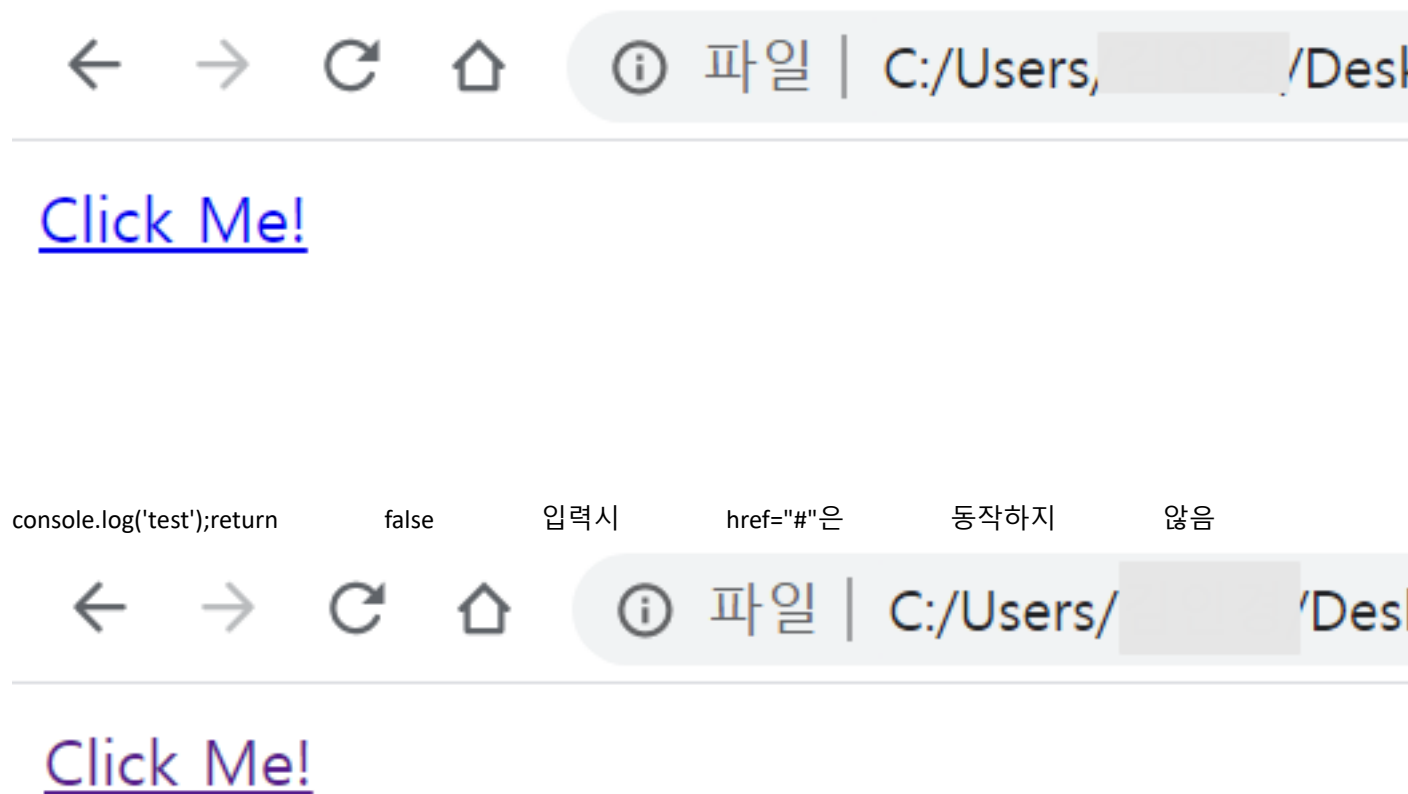 파일 | C:/Users/ /Desk
Click Me!
console.log('test');return false 입력시 href="#"은 동작하지 않음
파일 | C:/Users/ /Desk
Click Me!